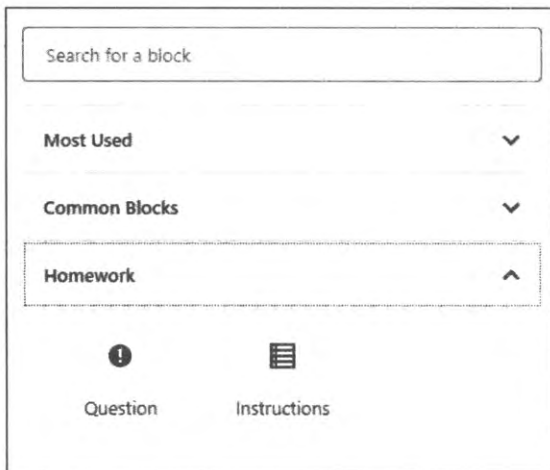 Search for a block
Most Used
Common Blocks
Homework
Question Instructions